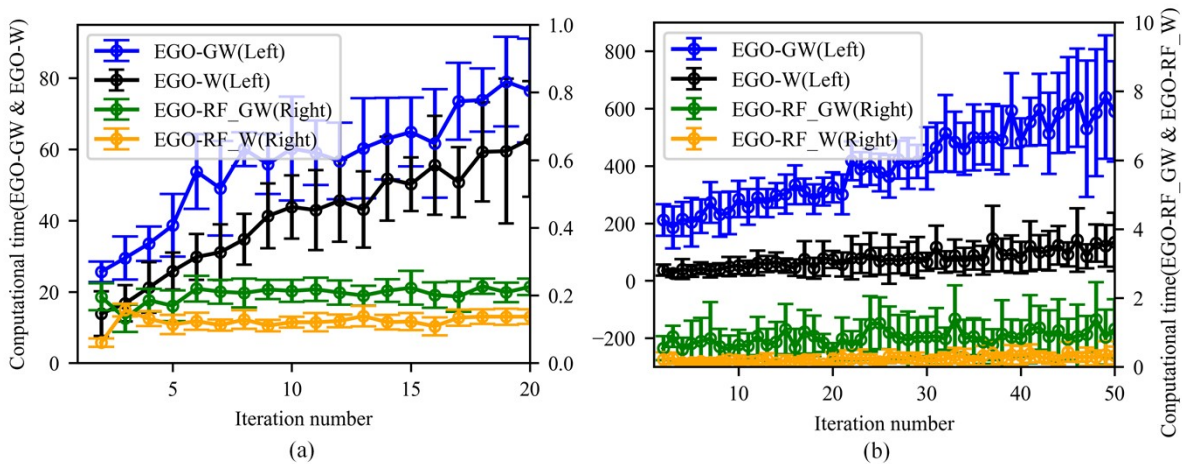 Conputational time(EGO-GW & EGO-W)
80
60
40
20
0
1.0
0.8
0.6
0.4
0.2
0.0
EGO-GW(Left)
EGO-W(Left)
EGO-RF_GW(Right)
EGO-RF_W(Right)
5 10 15 20
Iteration number
(a)
800
600
400
200
0
−200
10
8
6
4
2
0
EGO-GW(Left)
EGO-W(Left)
EGO-RF_GW(Right)
EGO-RF_W(Right)
10 20 30 40 50
Iteration number
(b)
Conputational time(EGO-RF_GW & EGO-RF_W)